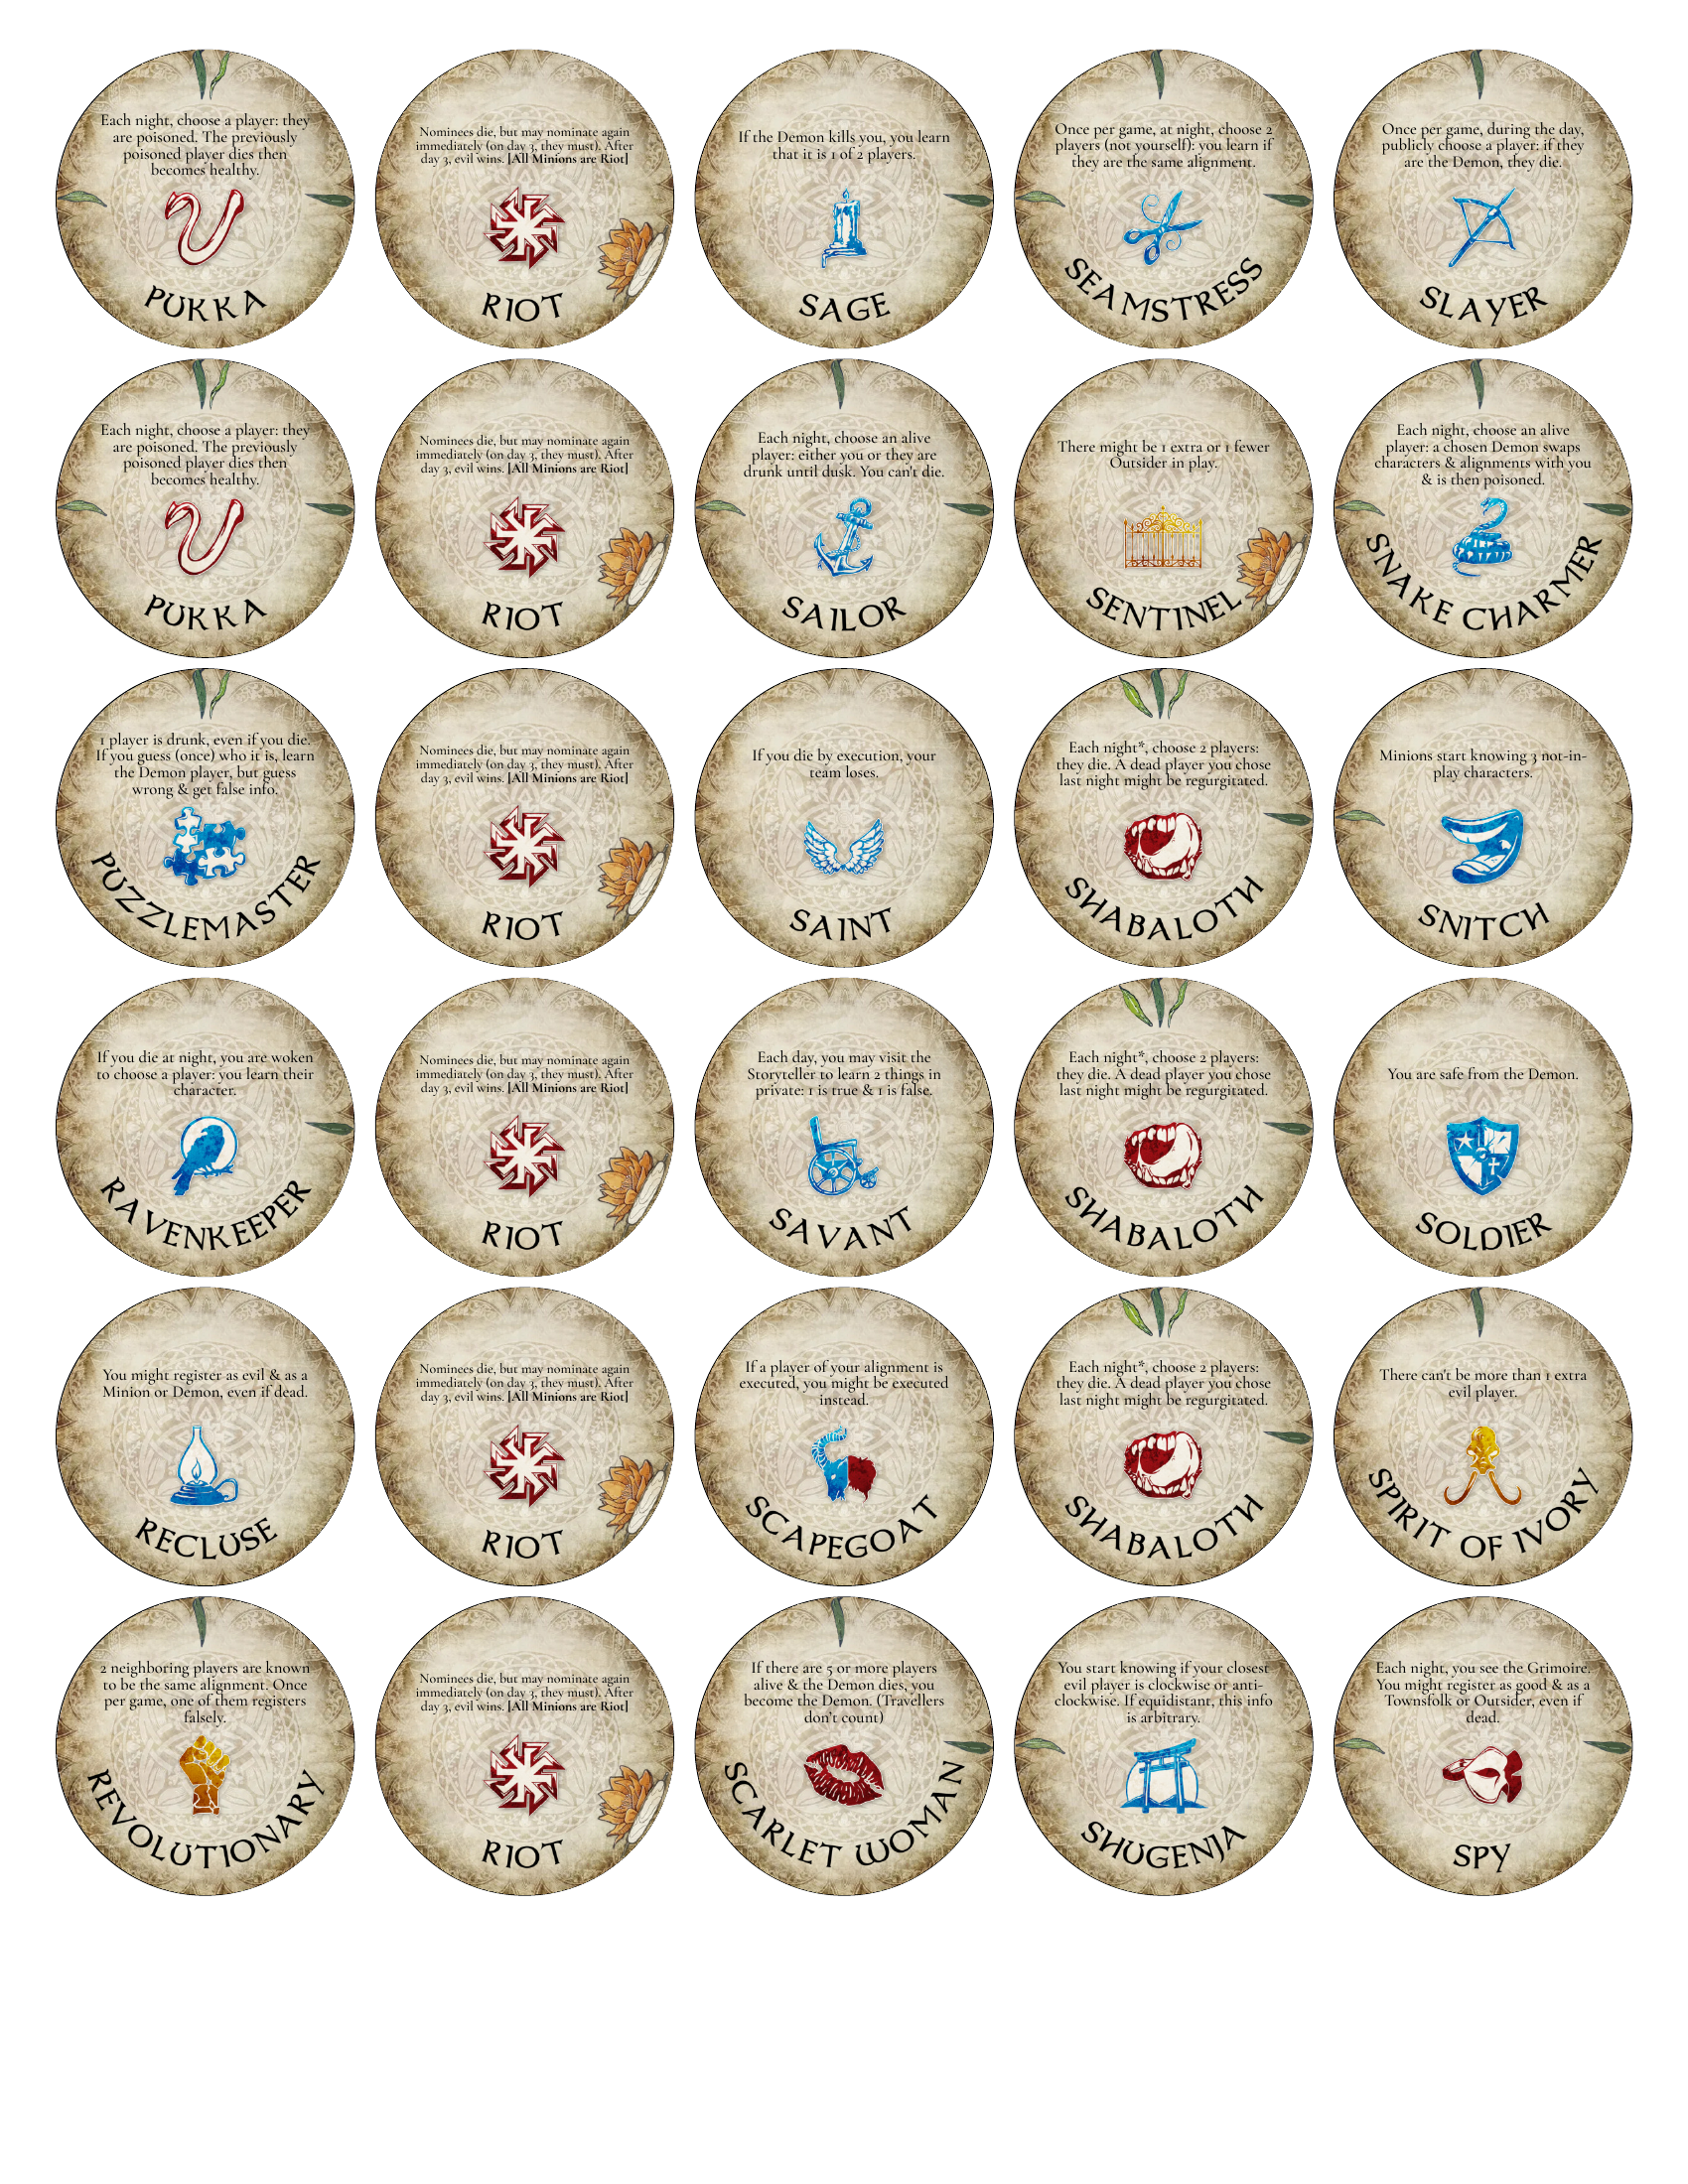 Each night, choose a player: they
are poisoned. The previously
poisoned player dies then
becomes healthy.
PUKKA
Nominees die, but may nominate again
immediately (on day 3, they must). After
day 3, evil wins. [All Minions are Riot]
RIOT
If the Demon kills you, you learn
that it is 1 of 2 players.
SAGE
Once per game, at night, choose 2
players (not yourself): you learn if
they are the same alignment.
SEAMSTRESS
Once per game, during the day,
publicly choose a player: if they
are the Demon, they die.
SLAYER
Each night, choose a player: they
are poisoned. The previously
poisoned player dies then
becomes healthy.
PUKKA
Nominees die, but may nominate again
immediately (on day 3, they must). After
day 3, evil wins. [All Minions are Riot]
RIOT
Each night, choose an alive
player: either you or they are
drunk until dusk. You can't die.
SAILOR
There might be 1 extra or 1 fewer
Outsider in play.
SENTINEL
Each night, choose an alive
player: a chosen Demon swaps
characters & alignments with you
& is then poisoned.
SNAKE CHARMER
1 player is drunk, even if you die.
If you guess (once) who it is, learn
the Demon player, but guess
wrong & get false info.
PUZZLEMASTER
Nominees die, but may nominate again
immediately (on day 3, they must). After
day 3, evil wins. [All Minions are Riot]
RIOT
If you die by execution, your
team loses.
SAINT
Each night*, choose 2 players:
they die. A dead player you chose
last night might be regurgitated.
SHABALOTH
Minions start knowing 3 not-in-
play characters.
SNITCH
If you die at night, you are woken
to choose a player: you learn their
character.
RAVENKEEPER
Nominees die, but may nominate again
immediately (on day 3, they must). After
day 3, evil wins. [All Minions are Riot]
RIOT
Each day, you may visit the
Storyteller to learn 2 things in
private: 1 is true & 1 is false.
SAVANT
Each night*, choose 2 players:
they die. A dead player you chose
last night might be regurgitated.
SHABALOTH
You are safe from the Demon.
SOLDIER
You might register as evil & as a
Minion or Demon, even if dead.
RECLUSE
Nominees die, but may nominate again
immediately (on day 3, they must). After
day 3, evil wins. [All Minions are Riot]
RIOT
If a player of your alignment is
executed, you might be executed
instead.
SCAPEGOAT
Each night*, choose 2 players:
they die. A dead player you chose
last night might be regurgitated.
SHABALOTH
There can't be more than 1 extra
evil player.
SPIRIT OF IVORY
2 neighboring players are known
to be the same alignment. Once
per game, one of them registers
falsely.
REVOLUTIONARY
Nominees die, but may nominate again
immediately (on day 3, they must). After
day 3, evil wins. [All Minions are Riot]
RIOT
If there are 5 or more players
alive & the Demon dies, you
become the Demon. (Travellers
don't count)
SCARLET WOMAN
You start knowing if your closest
evil player is clockwise or anti-
clockwise. If equidistant, this info
is arbitrary.
SHUGENJA
Each night, you see the Grimoire.
You might register as good & as a
Townsfolk or Outsider, even if
dead.
SPY